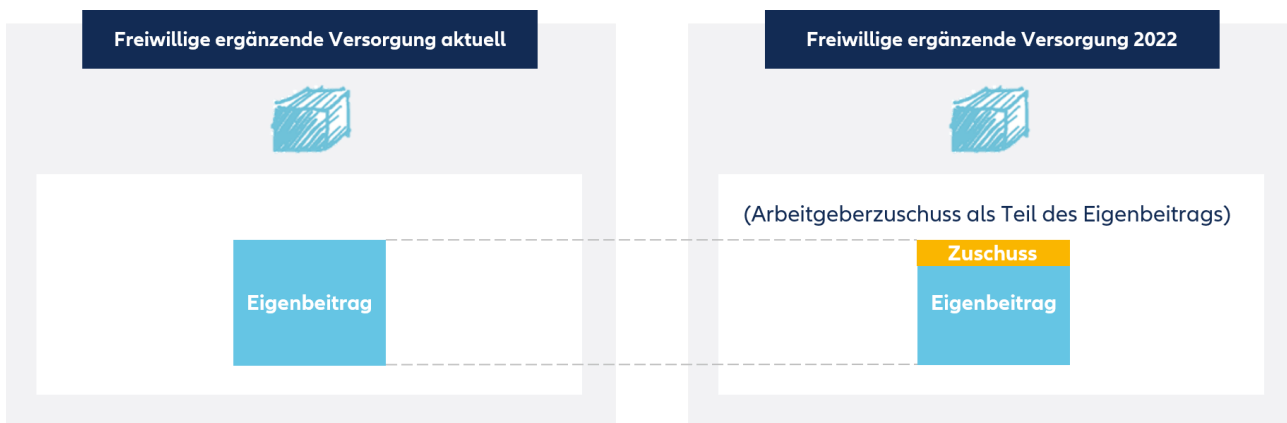 Freiwillige ergänzende Versorgung aktuell
Eigenbeitrag
Freiwillige ergänzende Versorgung 2022
(Arbeitgeberzuschuss als Teil des Eigenbeitrags)
Zuschuss
Eigenbeitrag